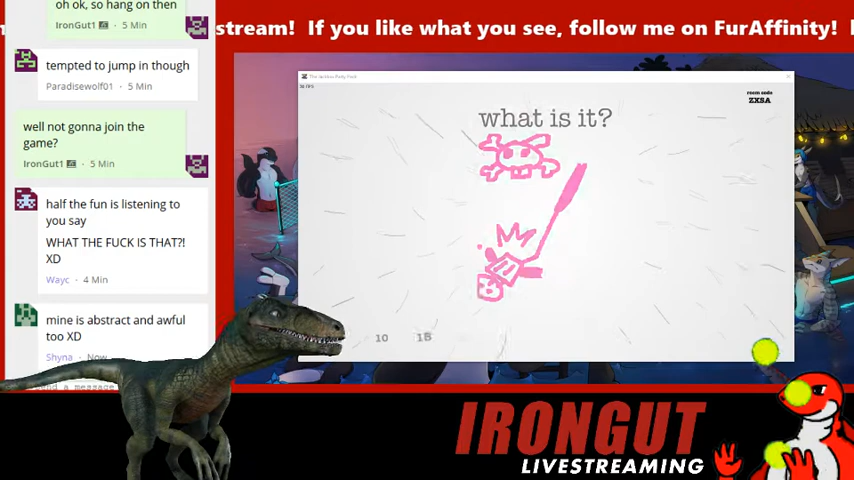 oh ok, so hang on then
IronGut1 · 5 Min
stream!  If you like what you see, follow me on FurAffinity!
tempted to jump in though
Paradisewolf01 · 5 Min
well not gonna join the
game?
IronGut1 · 5 Min
half the fun is listening to
you say
WHAT THE FUCK IS THAT?!
XD
Wayc · 4 Min
mine is abstract and awful
too XD
Shyna · Now
a message
The Jackbox Party Pack
room code
ZXSA
what is it?
10
15
IRONGUT
LIVESTREAMING